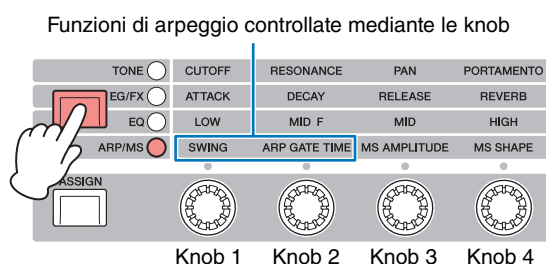 Funzioni di arpeggio controllate mediante le knob
TONE CUTOFF RESONANCE PAN PORTAMENTO
EG/FX ATTACK DECAY RELEASE REVERB
EQ LOW MID F MID HIGH
ARP/MS SWING ARP GATE TIME MS AMPLITUDE MS SHAPE
ASSIGN
Knob 1 Knob 2 Knob 3 Knob 4